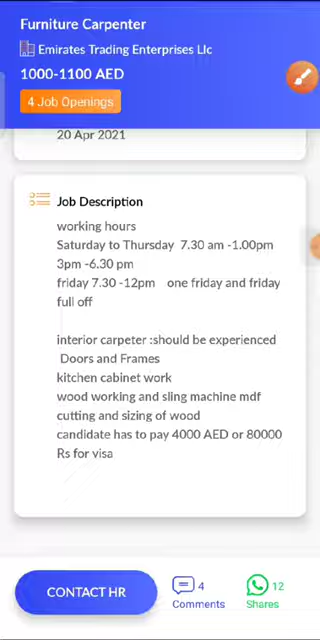 Furniture Carpenter
Emirates Trading Enterprises Llc
1000-1100 AED
4 Job Openings
20 Apr 2021
Job Description
working hours
Saturday to Thursday 7.30 am -1.00pm
3pm -6.30 pm
friday 7.30 -12pm one friday and friday
full off
interior carpeter :should be experienced
Doors and Frames
kitchen cabinet work
wood working and sling machine mdf
cutting and sizing of wood
candidate has to pay 4000 AED or 80000
Rs for visa
CONTACT HR
4
Comments
12
Shares